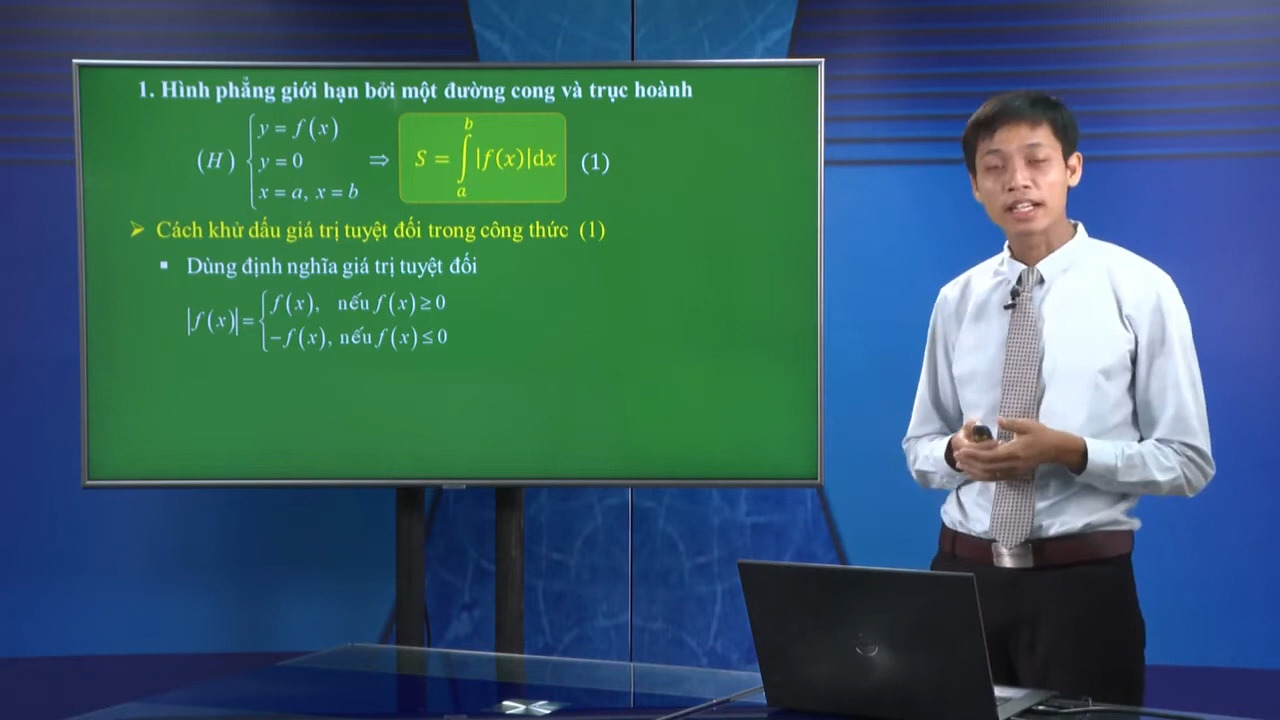 1. Hình phẳng giới hạn bởi một đường cong và trục hoành
(H) { y = f(x)
y = 0
x = a, x = b
⇒ S = ∫_a^b |f(x)|dx (1)
➢ Cách khử dấu giá trị tuyệt đối trong công thức (1)
▪ Dùng định nghĩa giá trị tuyệt đối
|f(x)| = { f(x), nếu f(x) ≥ 0
−f(x), nếu f(x) ≤ 0